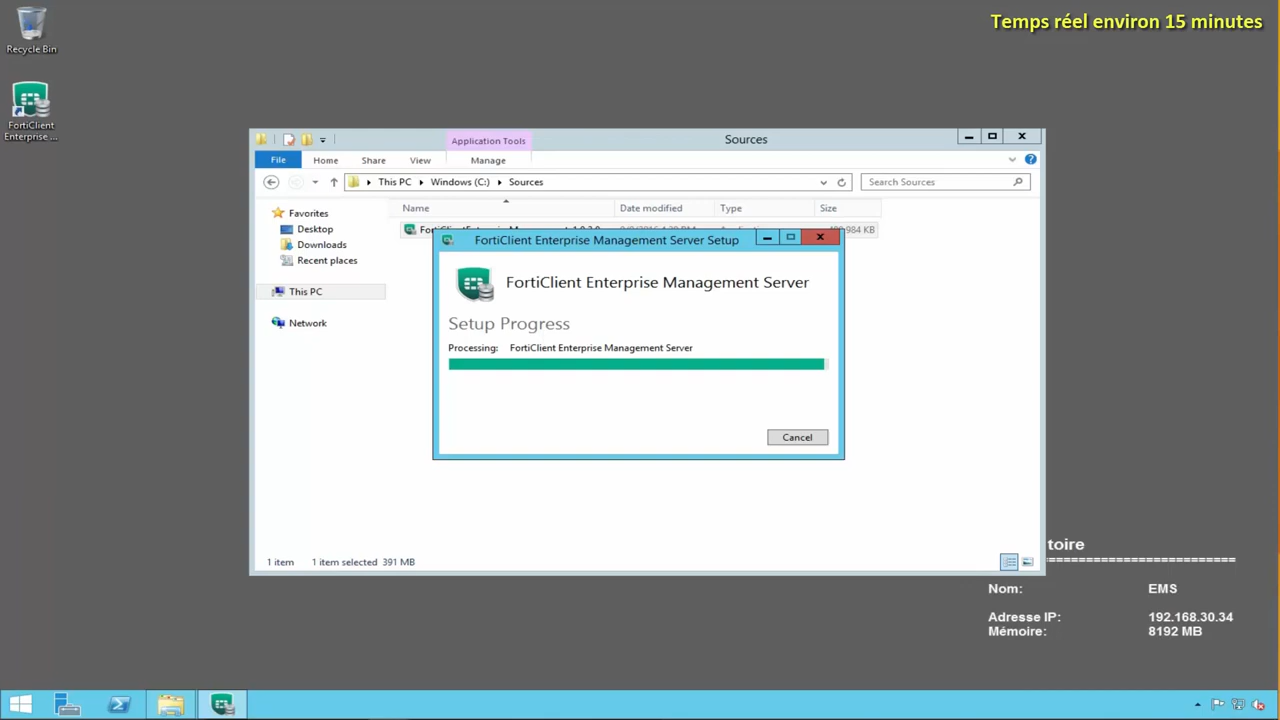 Temps réel environ 15 minutes
Recycle Bin
FortiClient
Enterprise ...
Application Tools
Sources
File
Home
Share
View
Manage
This PC
Windows (C:)
Sources
Search Sources
Name
Date modified
Type
Size
984 KB
Favorites
Desktop
Downloads
Recent places
This PC
Network
FortiClient Enterprise Management Server Setup
FortiClient Enterprise Management Server
Setup Progress
Processing: FortiClient Enterprise Management Server
Cancel
1 item 1 item selected 391 MB
toire
==========================
Nom: EMS
Adresse IP: 192.168.30.34
Mémoire: 8192 MB